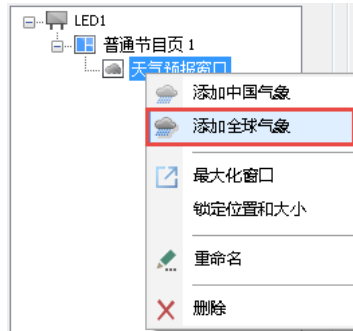 LED1
普通节目页 1
天气预报窗口
添加中国气象
添加全球气象
最大化窗口
锁定位置和大小
重命名
删除